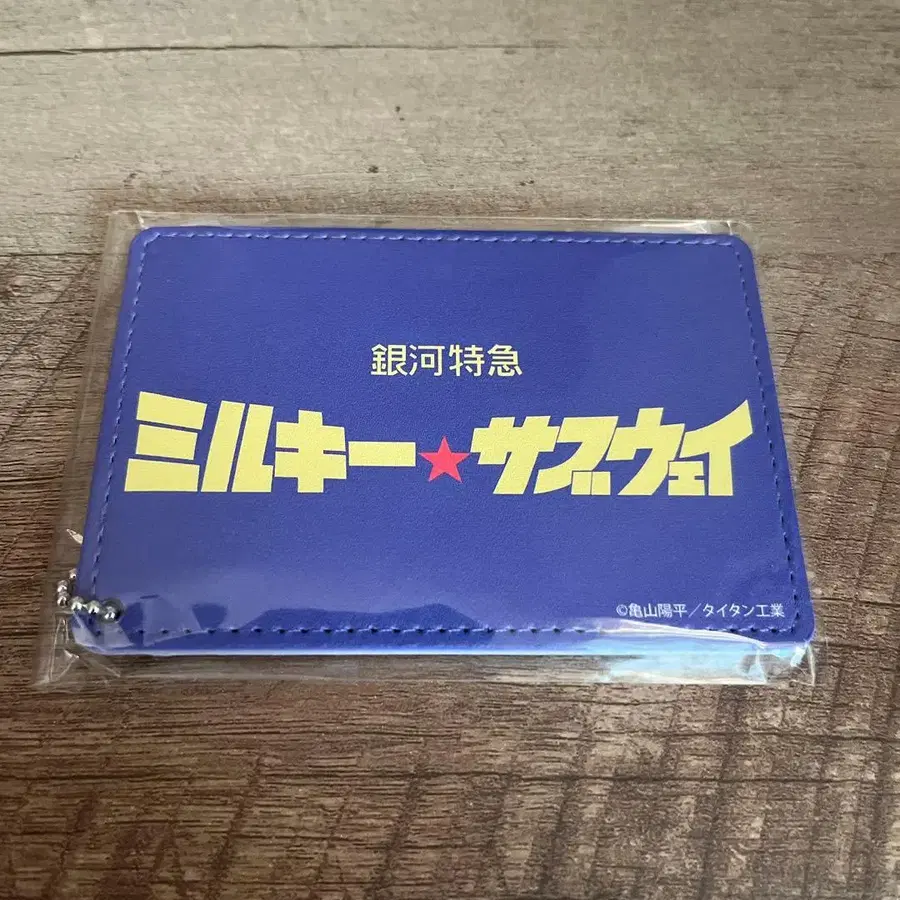 銀河特急
ミルキー★サブウェイ
©亀山陽平／タイタン工業